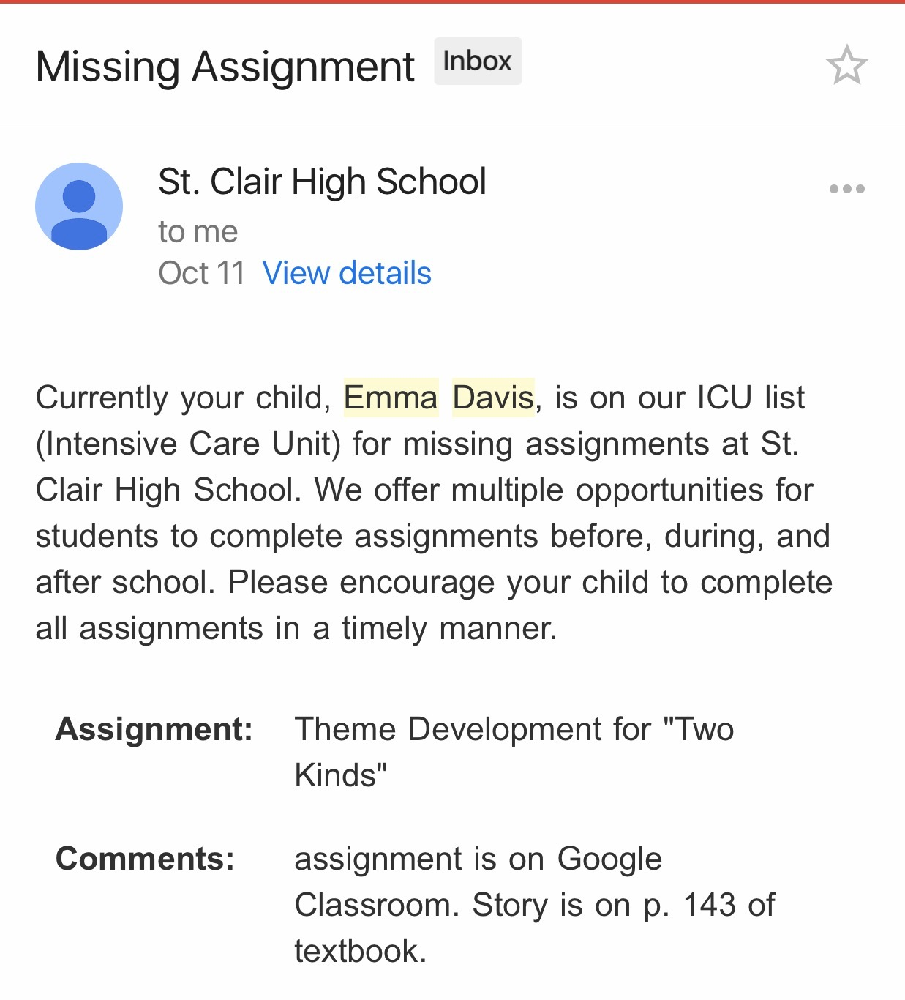 Missing Assignment Inbox
St. Clair High School
to me
Oct 11 View details
Currently your child, Emma Davis, is on our ICU list
(Intensive Care Unit) for missing assignments at St.
Clair High School. We offer multiple opportunities for
students to complete assignments before, during, and
after school. Please encourage your child to complete
all assignments in a timely manner.
Assignment: Theme Development for "Two
Kinds"
Comments: assignment is on Google
Classroom. Story is on p. 143 of
textbook.